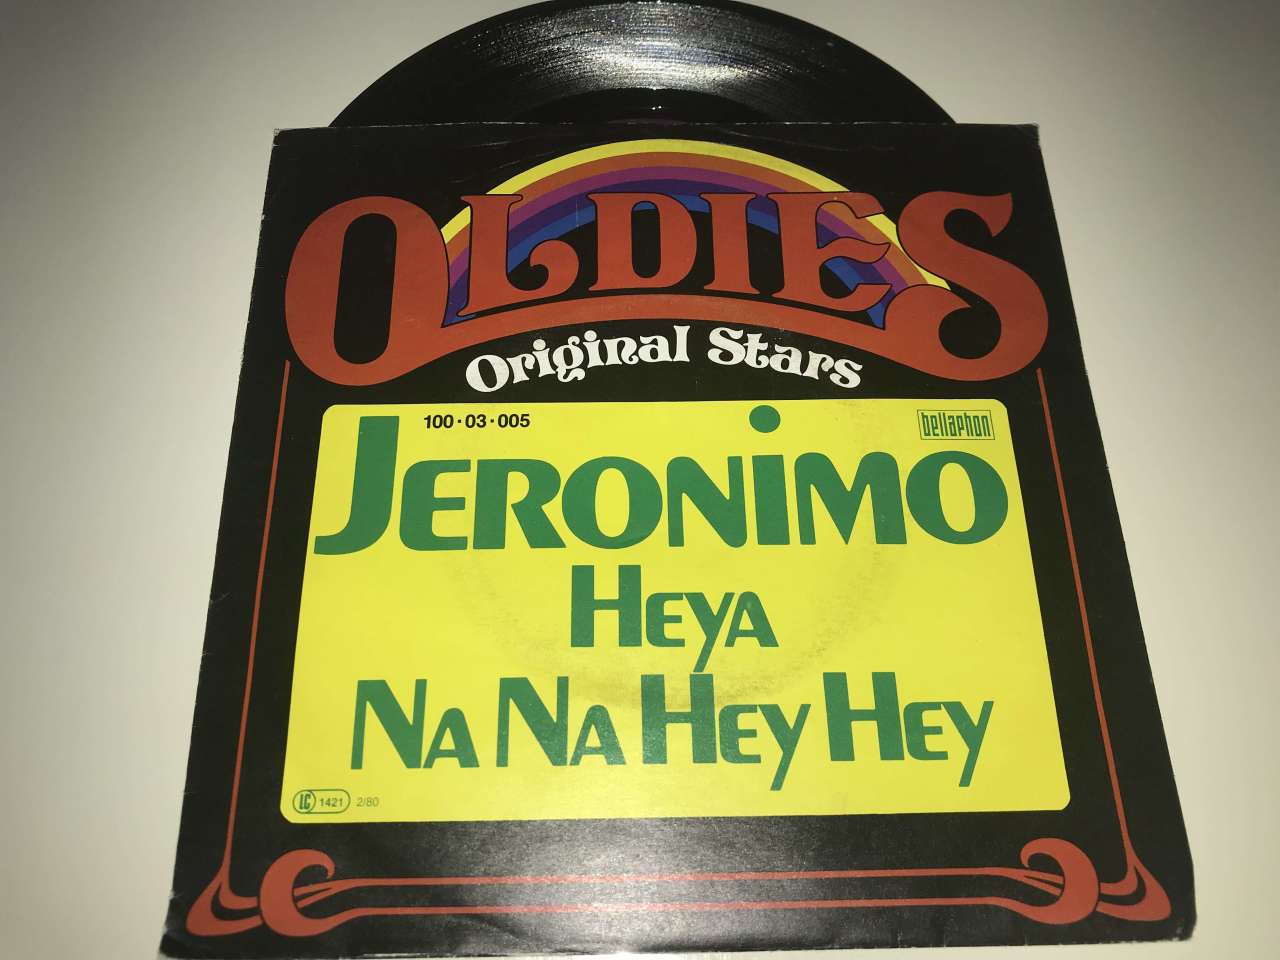 OLDIES
Original Stars
100·03·005
bellaphon
JERONiMO
HEYA
NA NA HEY HEY
LC 1421 2/80